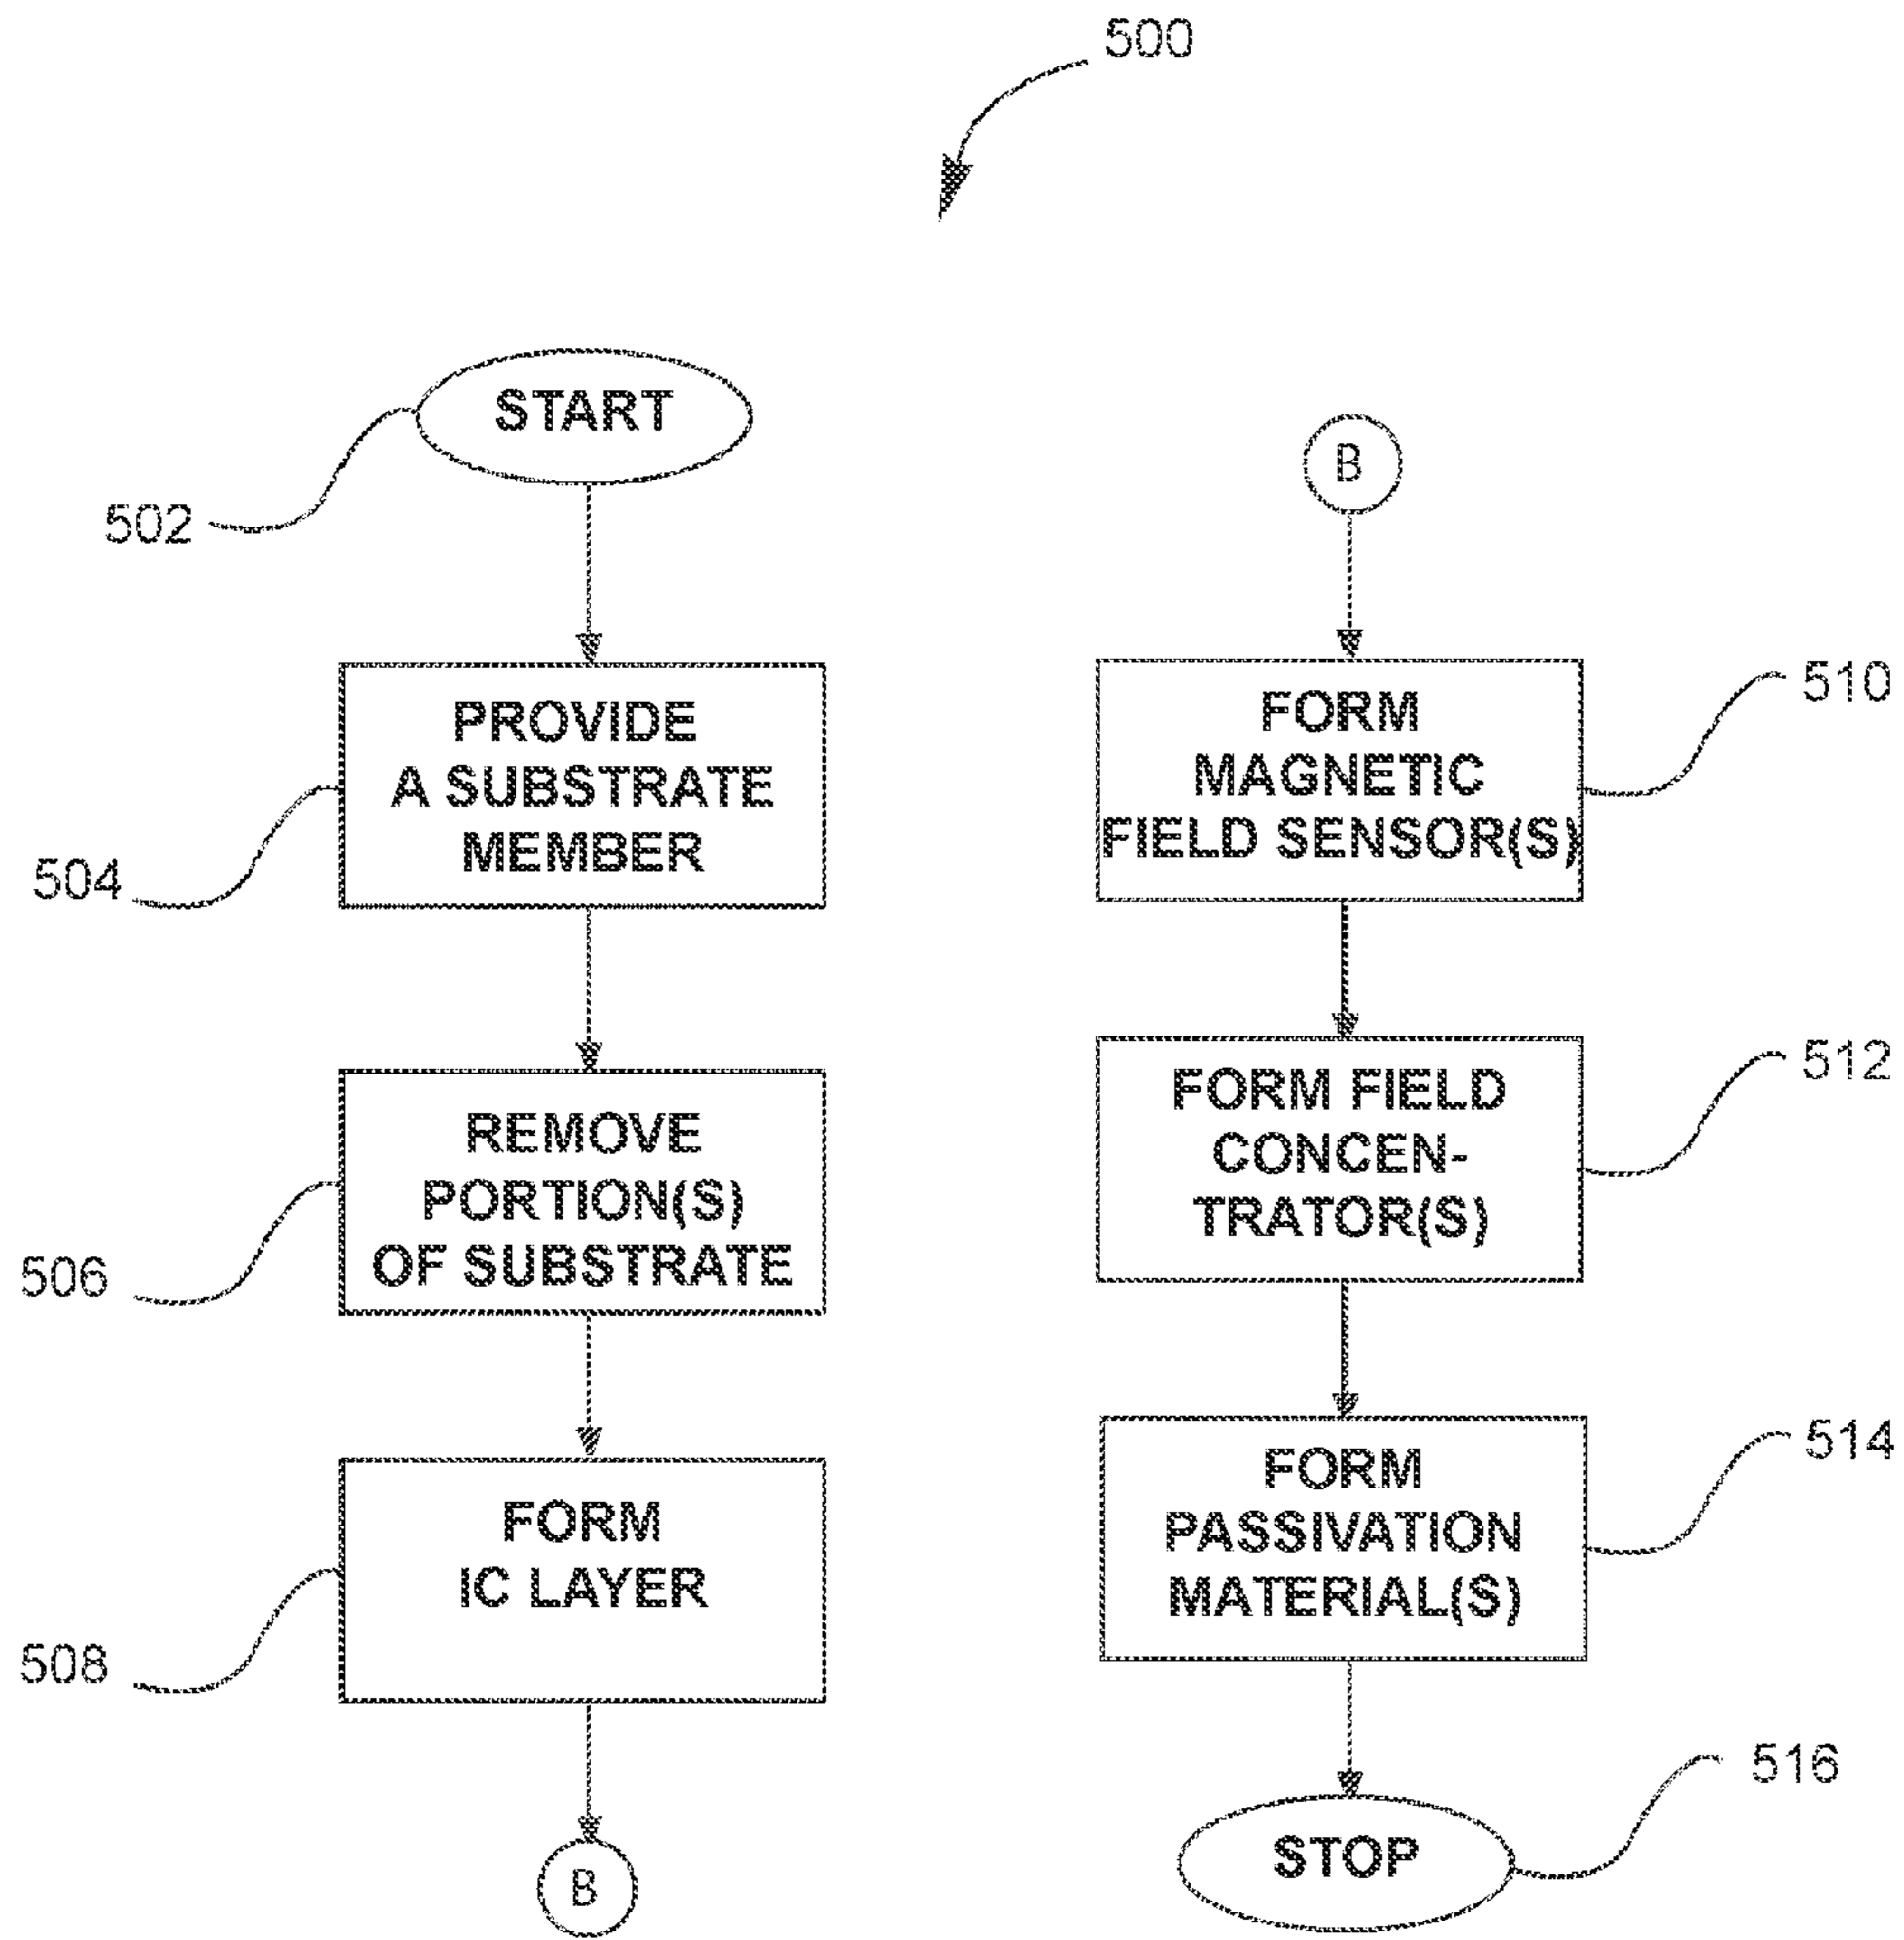 500
START
502
PROVIDE
A SUBSTRATE
MEMBER
504
REMOVE
PORTION(S)
OF SUBSTRATE
506
FORM
IC LAYER
508
B
B
FORM
MAGNETIC
FIELD SENSOR(S)
510
FORM FIELD
CONCEN-
TRATOR(S)
512
FORM
PASSIVATION
MATERIAL(S)
514
STOP
516